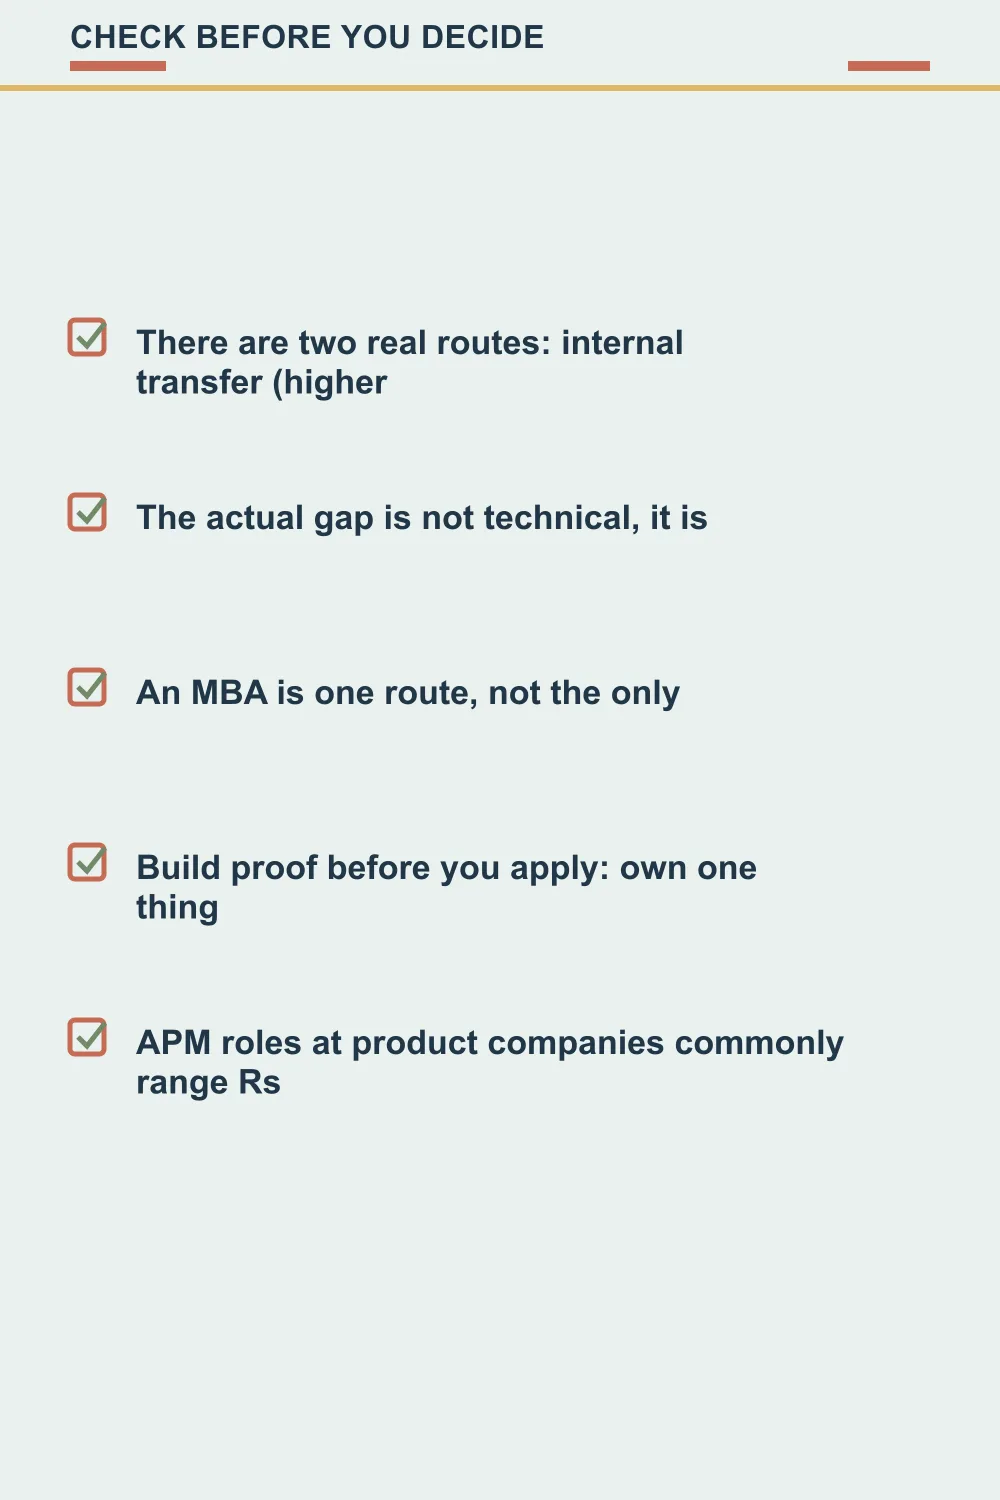 CHECK BEFORE YOU DECIDE
There are two real routes: internal
transfer (higher
The actual gap is not technical, it is
An MBA is one route, not the only
Build proof before you apply: own one
thing
APM roles at product companies commonly
range Rs